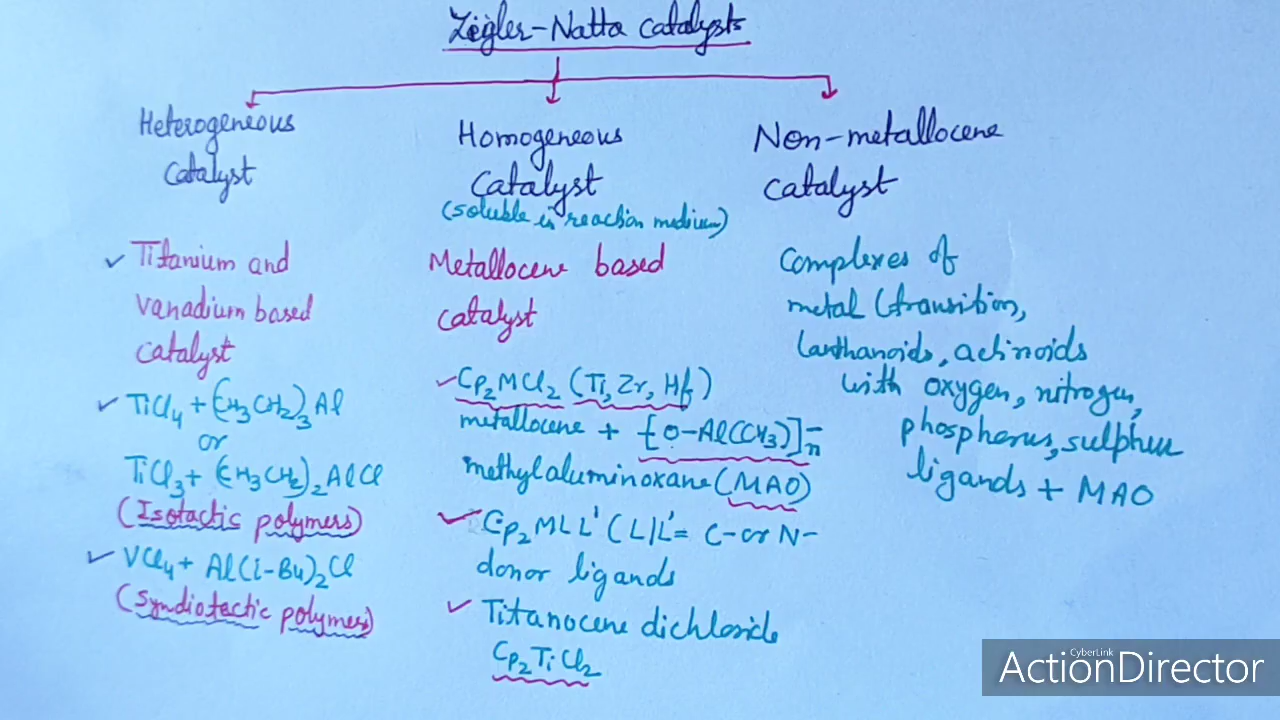 Ziegler-Natta Catalysts
Heterogeneous
Catalyst
Titanium and
vanadium based
catalyst
TiCl4 + (CH3CH2)3Al
or
TiCl3 + (CH3CH2)2AlCl
(Isotactic polymers)
VCl4 + Al(i-Bu)2Cl
(Syndiotactic polymers)
Homogeneous
Catalyst
(soluble in reaction medium)
Metallocene based
catalyst
Cp2MCl2 (Ti, Zr, Hf)
metallocene + -[O-Al(CH3)]-n
methylaluminoxane (MAO)
Cp2MLL' (L/L' = C- or N-
donor ligands
Titanocene dichloride
Cp2TiCl2
Non-metallocene
catalyst
Complexes of
metal (transition,
lanthanoids, actinoids
with oxygen, nitrogen,
phosphorus, sulphur
ligands + MAO
CyberLink
ActionDirector